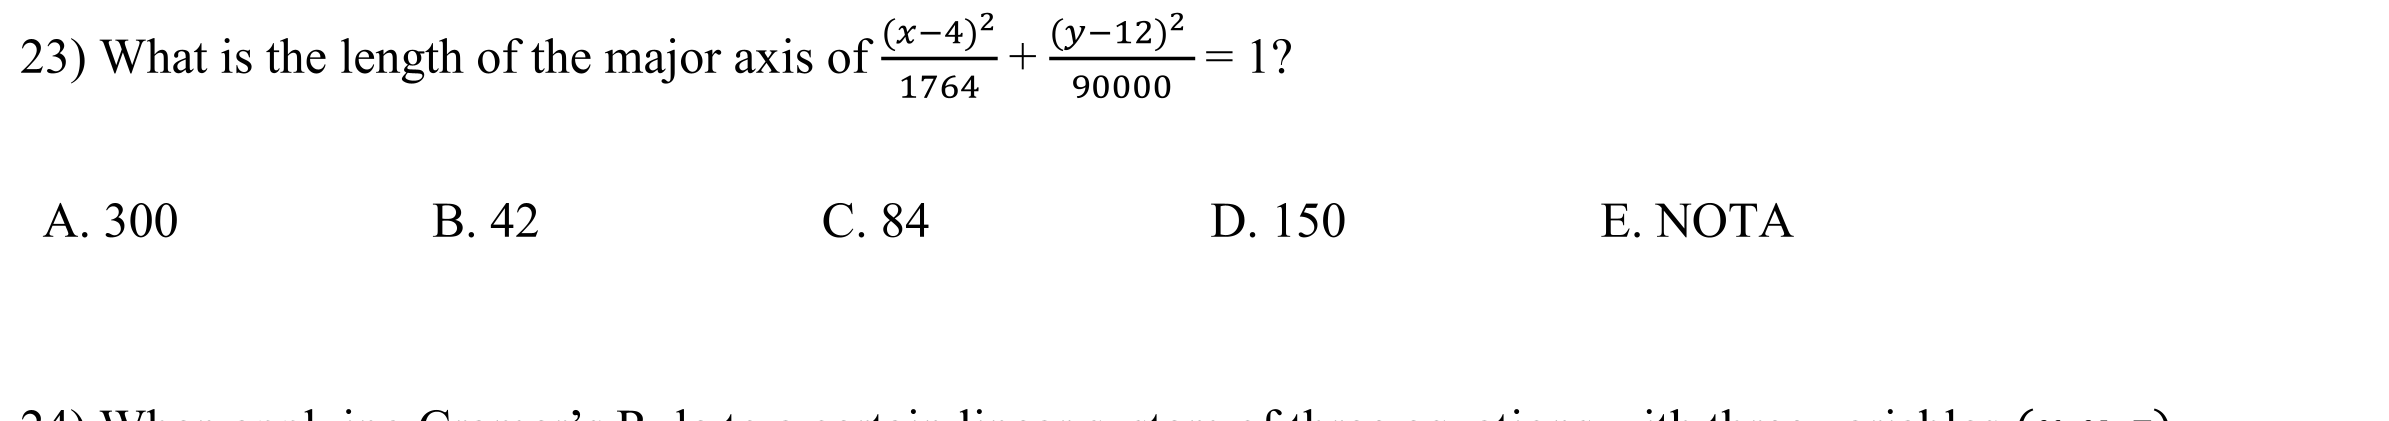 23) What is the length of the major axis of (x−4)²/1764 + (y−12)²/90000 = 1?
A. 300 B. 42 C. 84 D. 150 E. NOTA